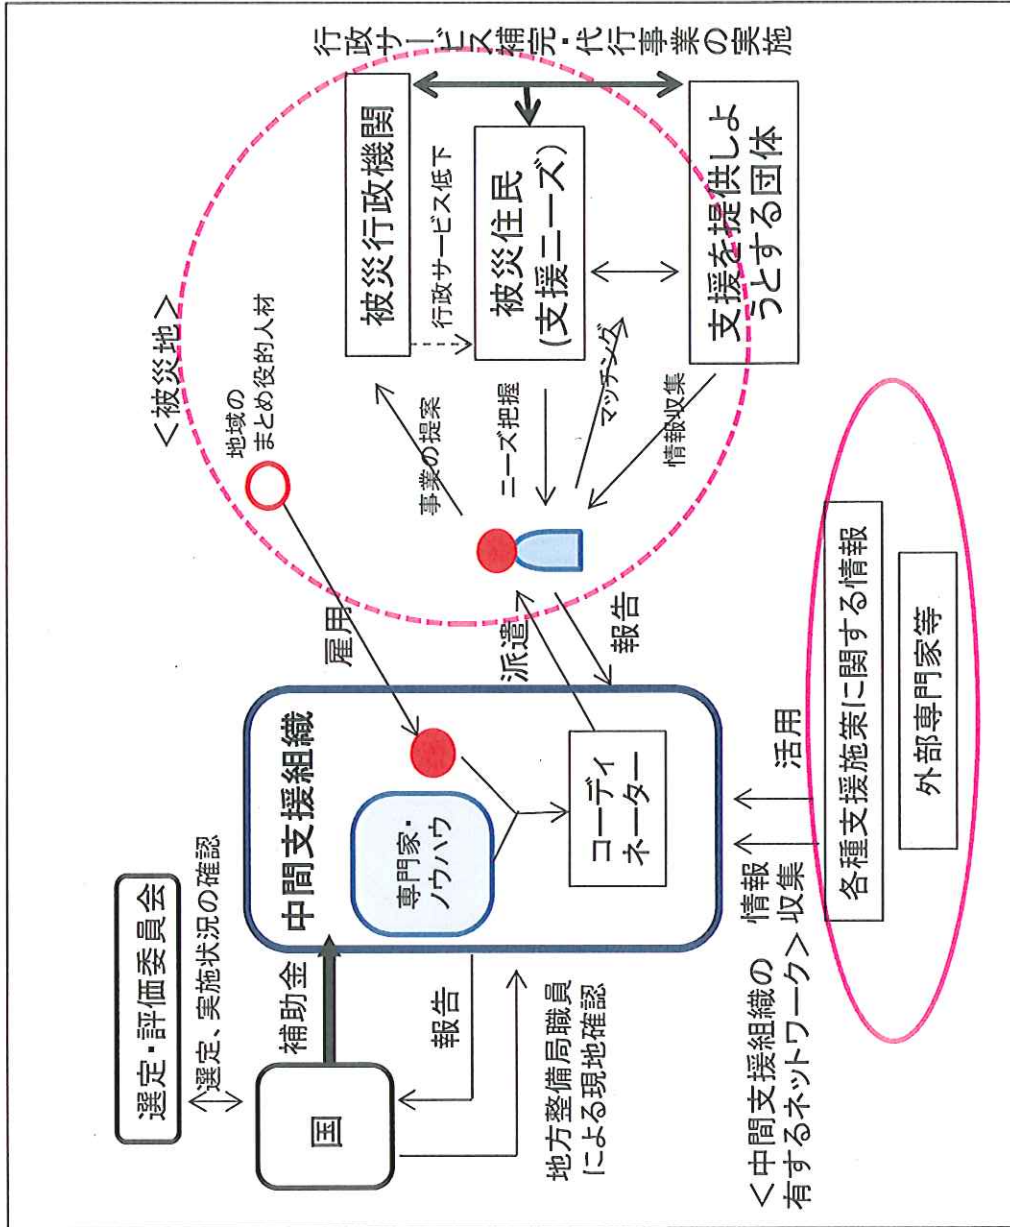 選定・評価委員会
選定、実施状況の確認
国
補助金
報告
地方整備局職員
による現地確認
中間支援組織
専門家・
ノウハウ
コーディ
ネーター
雇用
派遣
報告
＜被災地＞
地域の
まとめ役的人材
事業の提案
ニーズ把握
マッチング
情報収集
被災行政機関
行政サービス低下
被災住民
(支援ニーズ)
支援を提供しよ
うとする団体
行政サービス補完・代行事業の実施
＜中間支援組織の
有するネットワーク＞
情報
収集
活用
各種支援施策に関する情報
外部専門家等